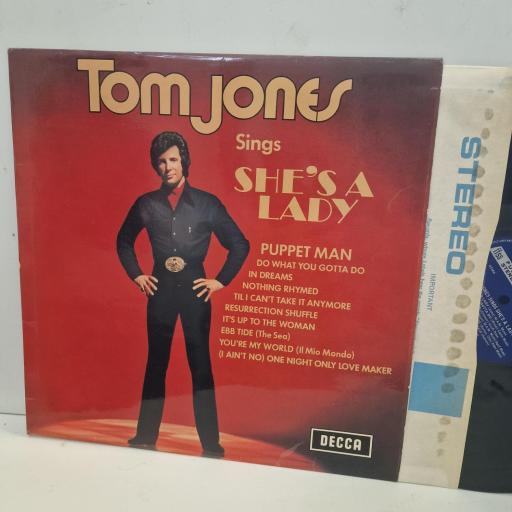 TOM JONES
Sings
SHE'S A
LADY
PUPPET MAN
DO WHAT YOU GOTTA DO
IN DREAMS
NOTHING RHYMED
TIL I CAN'T TAKE IT ANYMORE
RESURRECTION SHUFFLE
IT'S UP TO THE WOMAN
EBB TIDE (The Sea)
YOU'RE MY WORLD (Il Mio Mondo)
(I AIN'T NO) ONE NIGHT ONLY LOVE MAKER
DECCA
STEREO
IMPORTANT